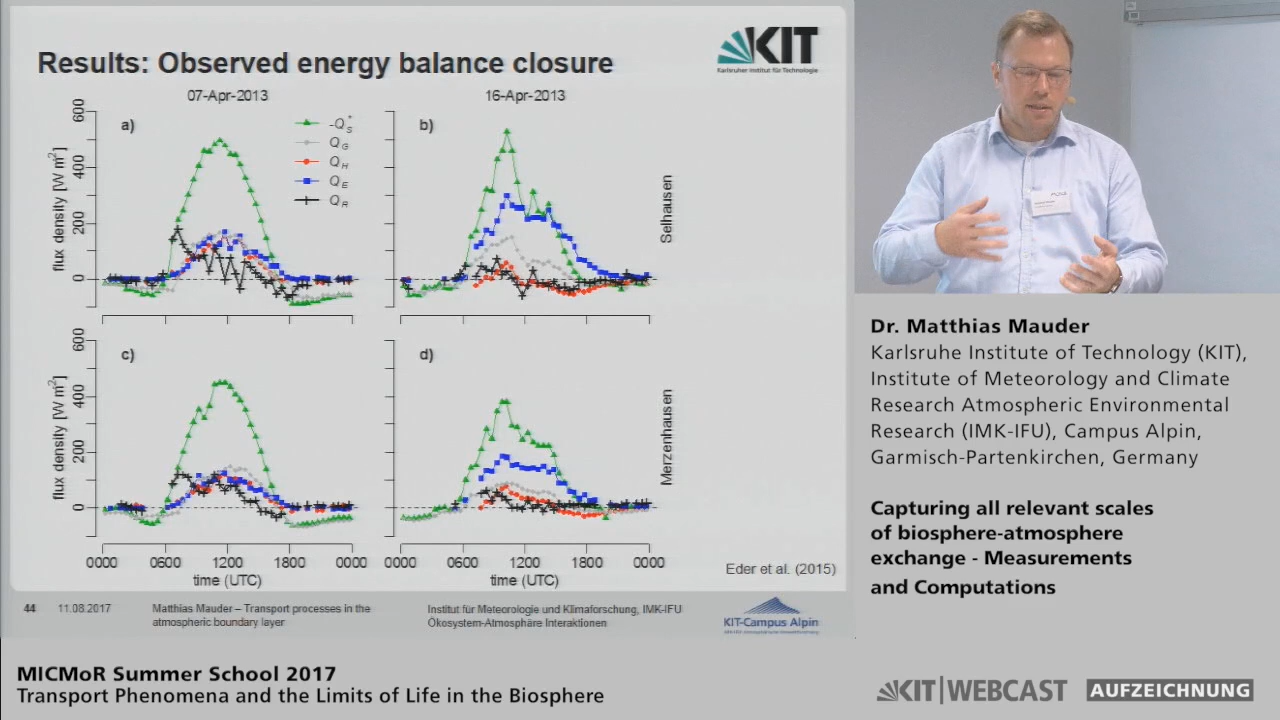 Results: Observed energy balance closure
KIT
Karlsruher Institut für Technologie
07-Apr-2013
16-Apr-2013
a)
b)
-Q*S
QG
QH
QE
QR
600
400
200
0
flux density [W m²]
Selhausen
c)
d)
600
400
200
0
flux density [W m²]
Merzenhausen
0000 0600 1200 1800 0000
0000 0600 1200 1800 0000
time (UTC)
time (UTC)
Eder et al. (2015)
44
11.08.2017
Matthias Mauder – Transport processes in the
atmospheric boundary layer
Institut für Meteorologie und Klimaforschung, IMK-IFU
Ökosystem-Atmosphäre Interaktionen
KIT-Campus Alpin
Dr. Matthias Mauder
Karlsruhe Institute of Technology (KIT),
Institute of Meteorology and Climate
Research Atmospheric Environmental
Research (IMK-IFU), Campus Alpin,
Garmisch-Partenkirchen, Germany
Capturing all relevant scales
of biosphere-atmosphere
exchange - Measurements
and Computations
MICMoR Summer School 2017
Transport Phenomena and the Limits of Life in the Biosphere
KIT|WEBCAST
AUFZEICHNUNG